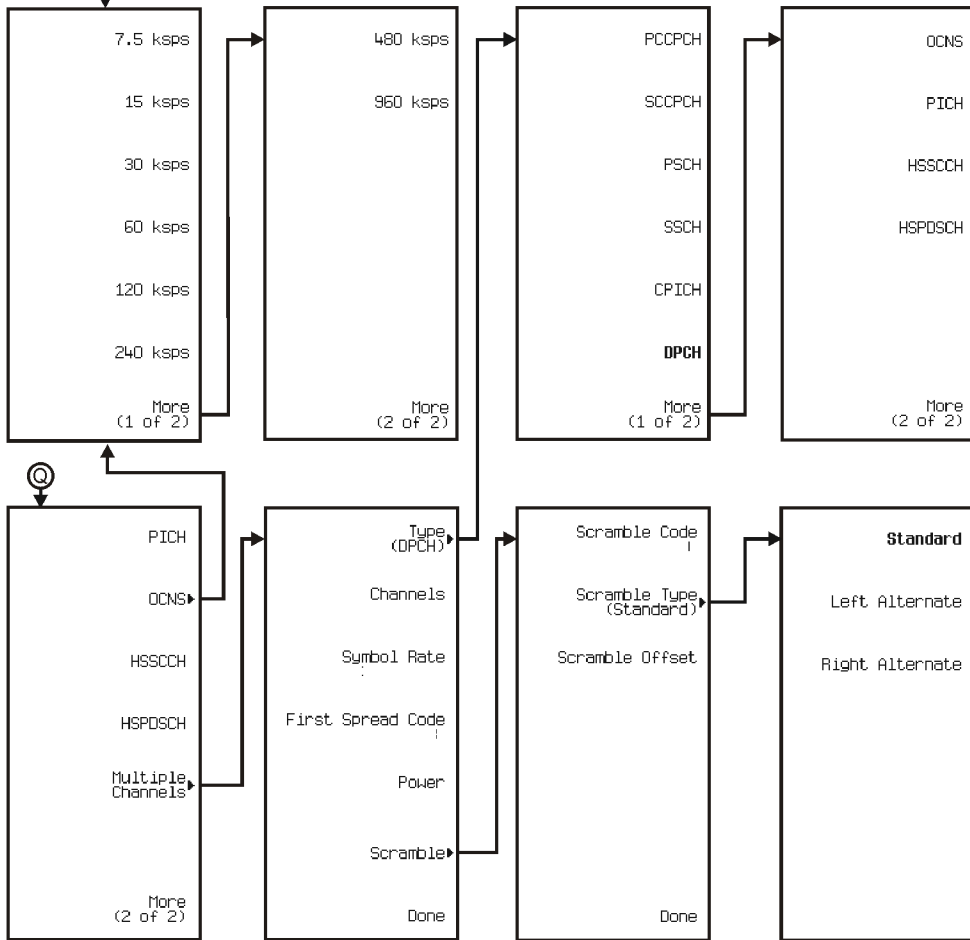 7.5 ksps
15 ksps
30 ksps
60 ksps
120 ksps
240 ksps
More
(1 of 2)
480 ksps
960 ksps
More
(2 of 2)
PCCPCH
SCCPCH
PSCH
SSCH
CPICH
DPCH
More
(1 of 2)
OCNS
PICH
HSSCCH
HSPDSCH
More
(2 of 2)
Q
PICH
OCNS
HSSCCH
HSPDSCH
Multiple
Channels
More
(2 of 2)
Type
(DPCH)
Channels
Symbol Rate
First Spread Code
Power
Scramble
Done
Scramble Code
Scramble Type
(Standard)
Scramble Offset
Done
Standard
Left Alternate
Right Alternate